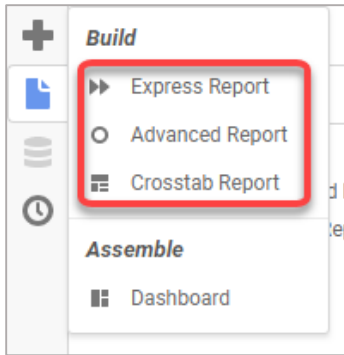 Build
Express Report
Advanced Report
Crosstab Report
Assemble
Dashboard